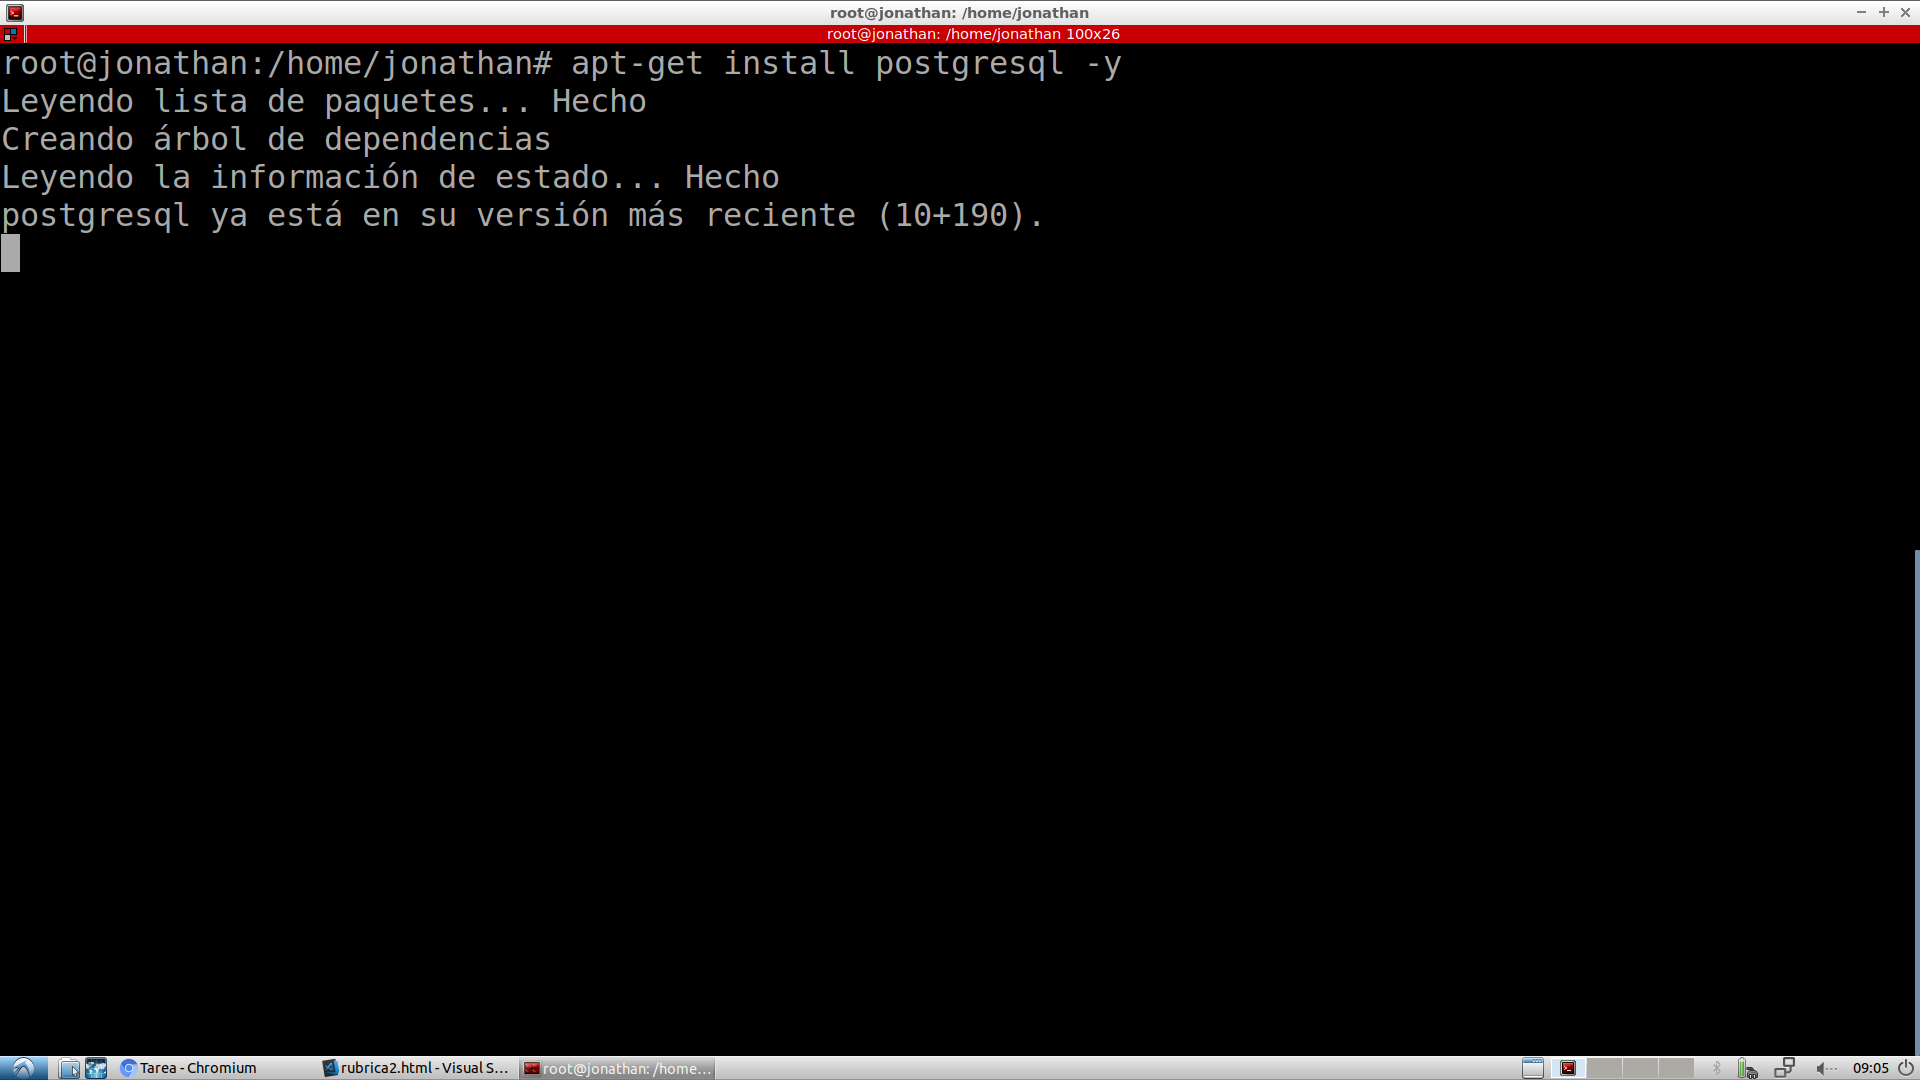 root@jonathan: /home/jonathan
root@jonathan: /home/jonathan 100x26
root@jonathan:/home/jonathan# apt-get install postgresql -y
Leyendo lista de paquetes... Hecho
Creando árbol de dependencias
Leyendo la información de estado... Hecho
postgresql ya está en su versión más reciente (10+190).
Tarea - Chromium
rubrica2.html - Visual S...
root@jonathan: /home...
09:05